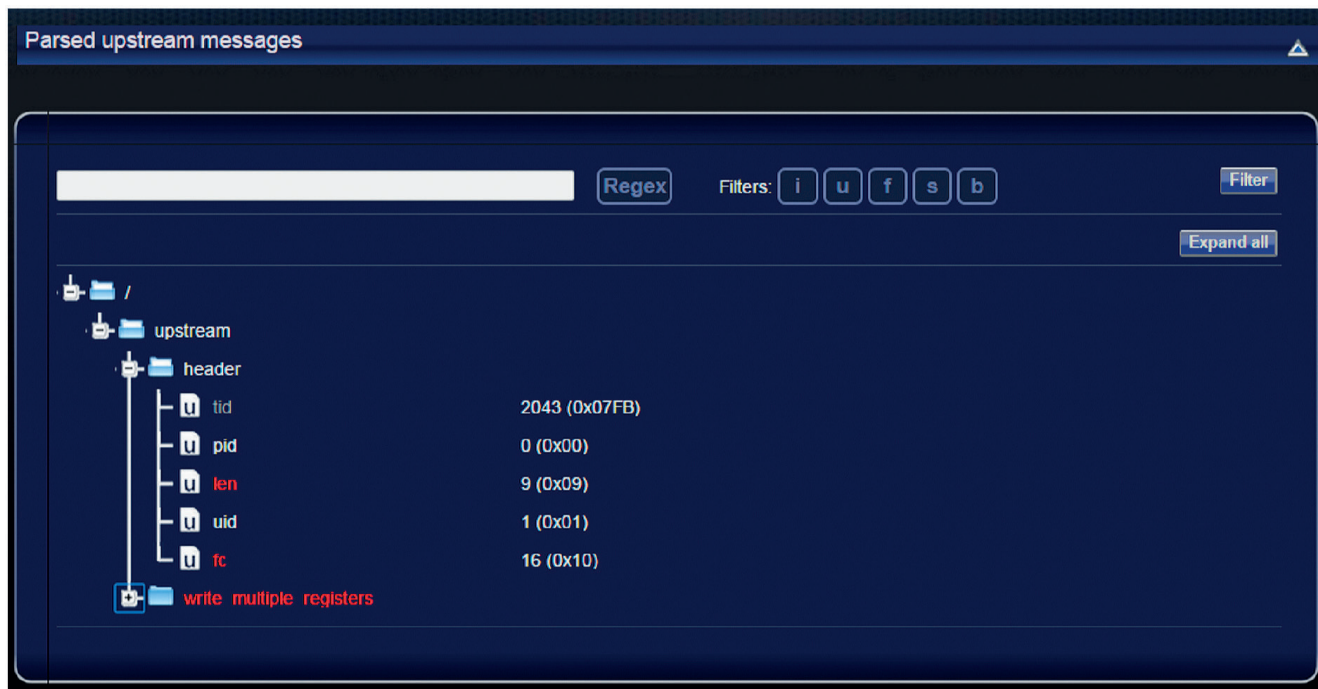 Parsed upstream messages
Regex Filters: i u f s b Filter
Expand all
/
upstream
header
u tid 2043 (0x07FB)
u pid 0 (0x00)
u len 9 (0x09)
u uid 1 (0x01)
u fc 16 (0x10)
write multiple registers